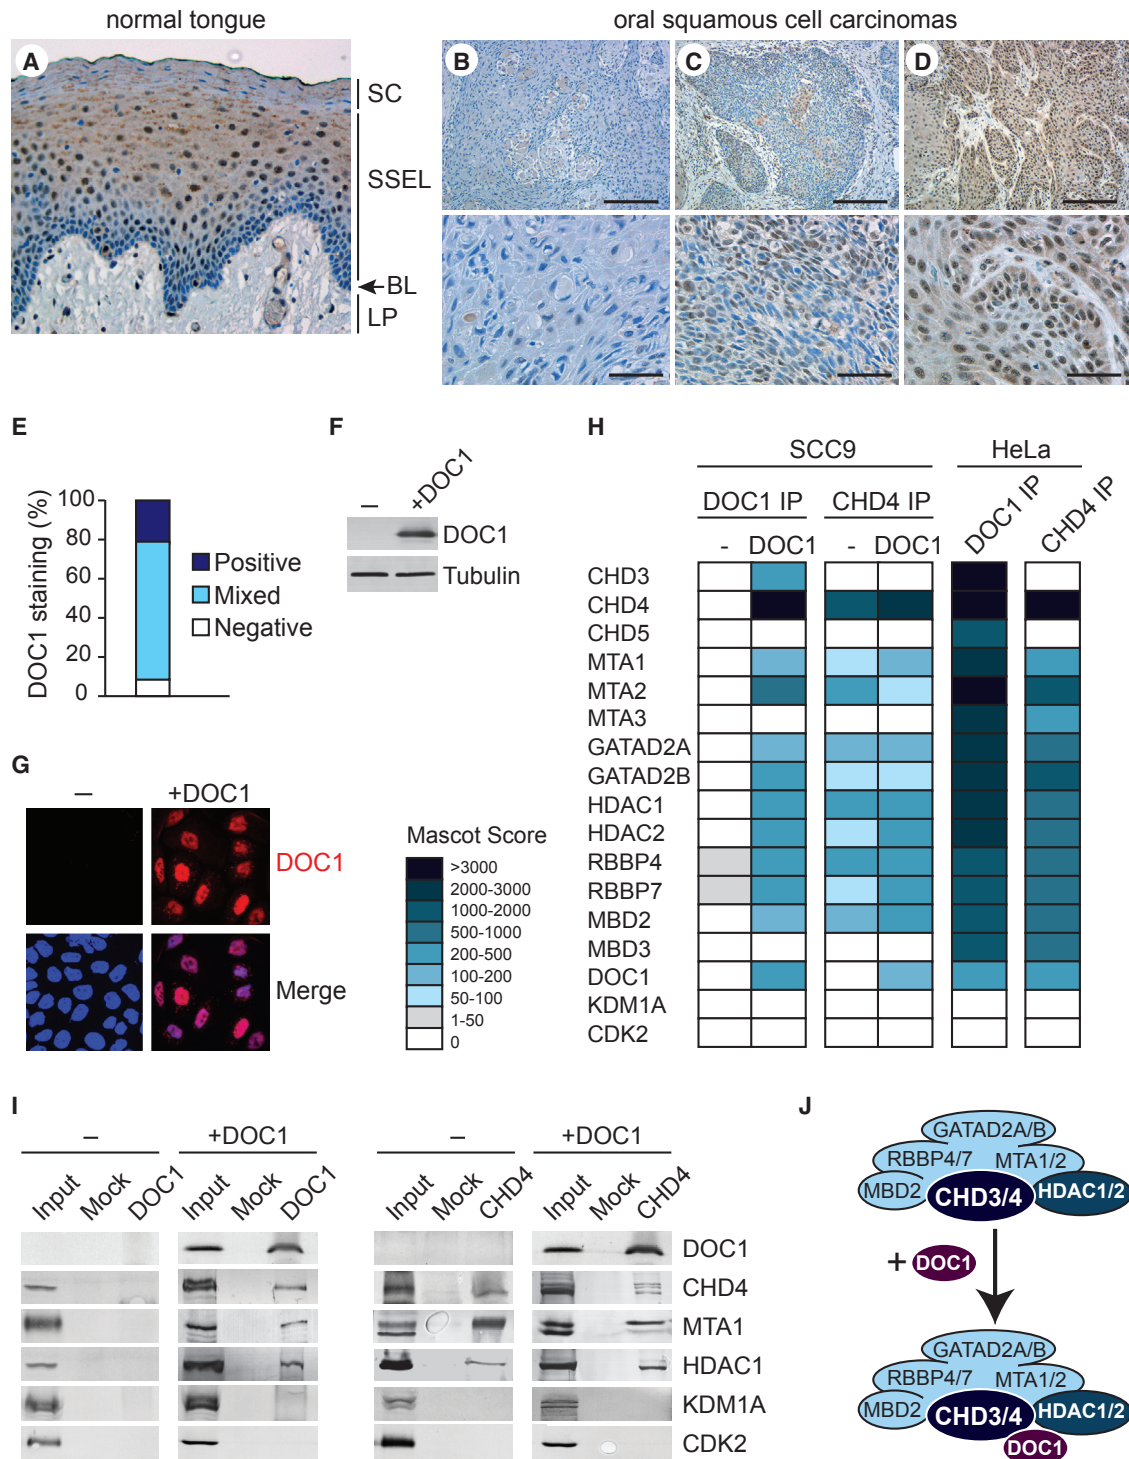 normal tongue
oral squamous cell carcinomas
A
SC
SSEL
BL
LP
B
C
D
E
DOC1 staining (%)
100
80
60
40
20
0
Positive
Mixed
Negative
F
– +DOC1
DOC1
Tubulin
G
– +DOC1
DOC1
Merge
H
SCC9 HeLa
DOC1 IP CHD4 IP DOC1 IP CHD4 IP
- DOC1 - DOC1
CHD3
CHD4
CHD5
MTA1
MTA2
MTA3
GATAD2A
GATAD2B
HDAC1
HDAC2
RBBP4
RBBP7
MBD2
MBD3
DOC1
KDM1A
CDK2
Mascot Score
>3000
2000-3000
1000-2000
500-1000
200-500
100-200
50-100
1-50
0
I
– +DOC1 – +DOC1
Input Mock DOC1 Input Mock DOC1 Input Mock CHD4 Input Mock CHD4
DOC1
CHD4
MTA1
HDAC1
KDM1A
CDK2
J
GATAD2A/B
RBBP4/7 MTA1/2
MBD2 CHD3/4 HDAC1/2
+ DOC1
GATAD2A/B
RBBP4/7 MTA1/2
MBD2 CHD3/4 HDAC1/2
DOC1